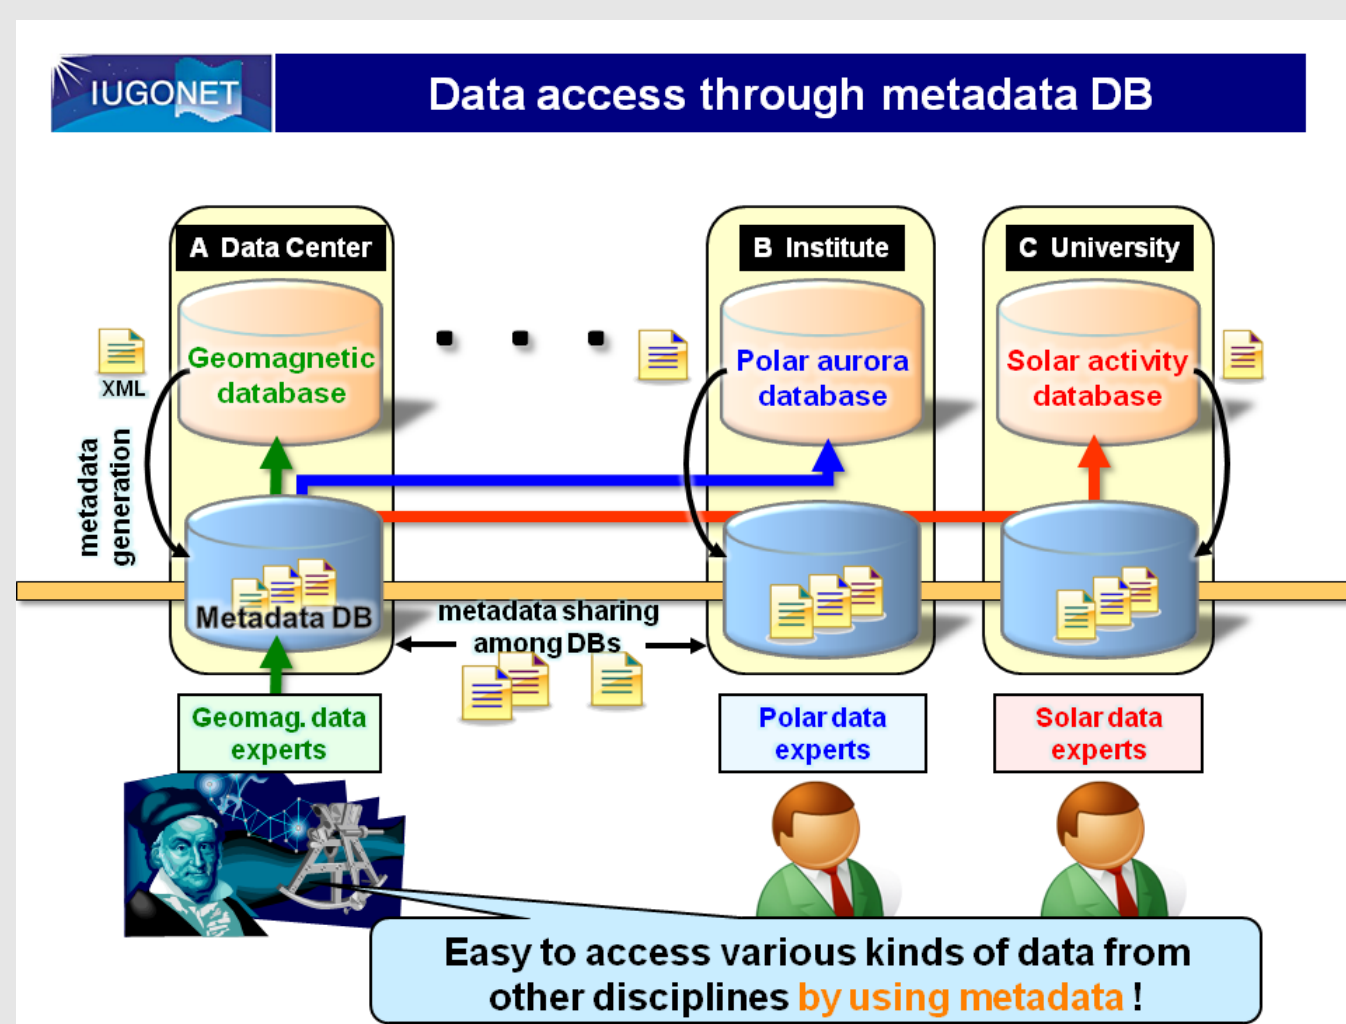 IUGONET
Data access through metadata DB
A Data Center
B Institute
C University
XML
Geomagnetic
database
Polar aurora
database
Solar activity
database
metadata
generation
Metadata DB
metadata sharing
among DBs
Geomag. data
experts
Polar data
experts
Solar data
experts
Easy to access various kinds of data from
other disciplines by using metadata !